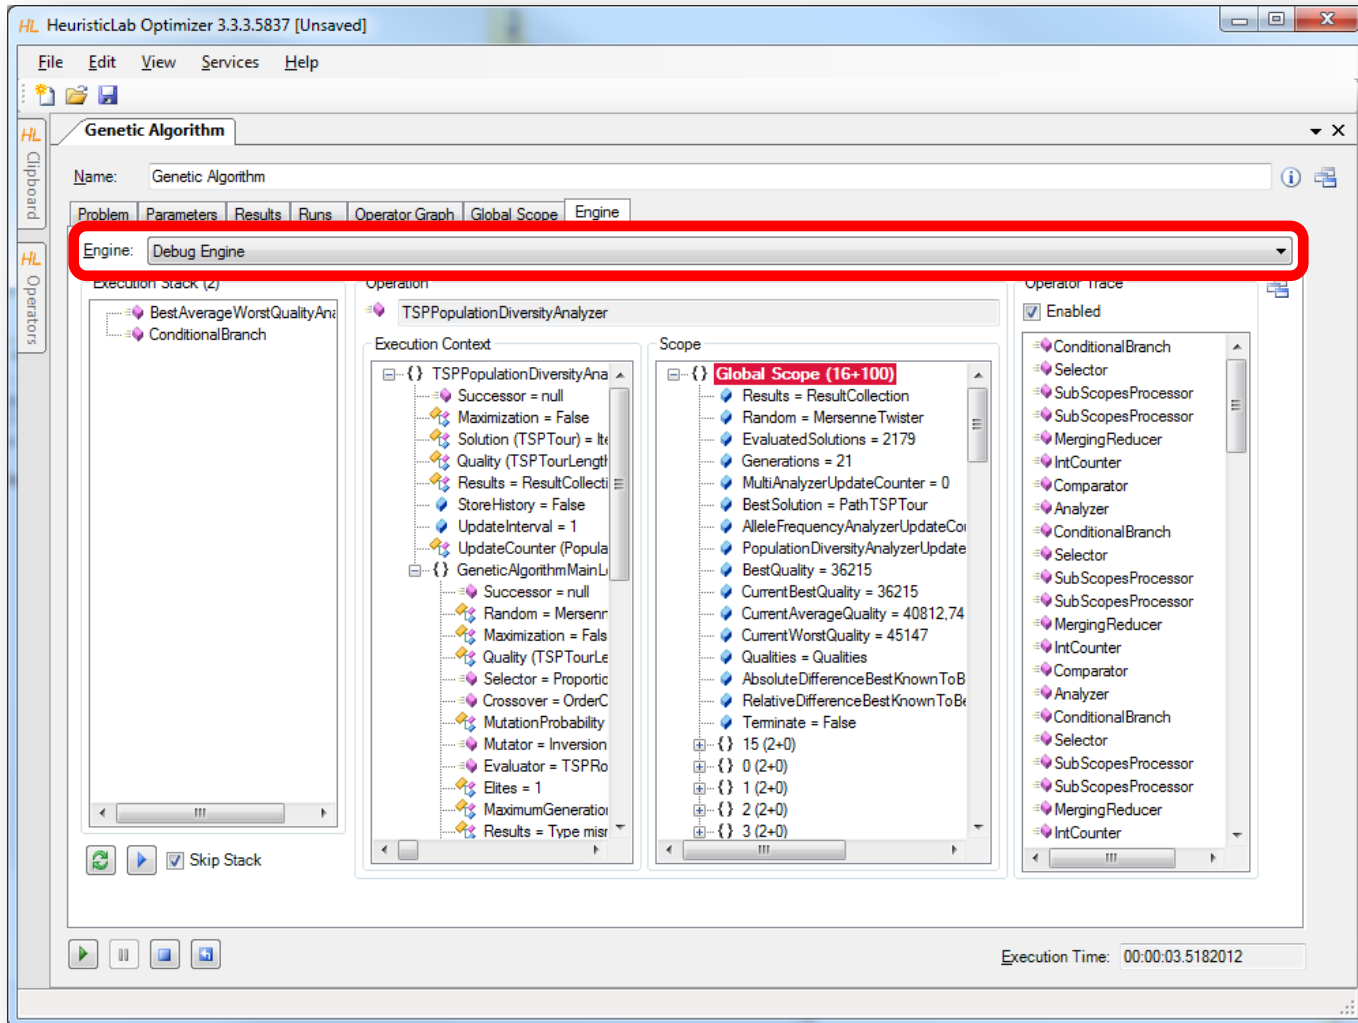 HL HeuristicLab Optimizer 3.3.3.5837 [Unsaved]
File Edit View Services Help
HL Clipboard
HL Operators
Genetic Algorithm
Name: Genetic Algorithm
Problem Parameters Results Runs Operator Graph Global Scope Engine
Engine: Debug Engine
Execution Stack (2)
BestAverageWorstQualityAna
ConditionalBranch
Skip Stack
Operation
TSPPopulationDiversityAnalyzer
Execution Context
{} TSPPopulationDiversityAna
Successor = null
Maximization = False
Solution (TSPTour) = Ite
Quality (TSPTourLength
Results = ResultCollecti
StoreHistory = False
UpdateInterval = 1
UpdateCounter (Popula
{} GeneticAlgorithmMainLo
Successor = null
Random = Mersenn
Maximization = Fals
Quality (TSPTourLe
Selector = Proportic
Crossover = OrderC
MutationProbability
Mutator = Inversion
Evaluator = TSPRo
Elites = 1
MaximumGeneration
Results = Type misr
Scope
{} Global Scope (16+100)
Results = ResultCollection
Random = MersenneTwister
EvaluatedSolutions = 2179
Generations = 21
MultiAnalyzerUpdateCounter = 0
BestSolution = PathTSPTour
AlleleFrequencyAnalyzerUpdateCou
PopulationDiversityAnalyzerUpdate
BestQuality = 36215
CurrentBestQuality = 36215
CurrentAverageQuality = 40812,74
CurrentWorstQuality = 45147
Qualities = Qualities
AbsoluteDifferenceBestKnownToB
RelativeDifferenceBestKnownToBe
Terminate = False
{} 15 (2+0)
{} 0 (2+0)
{} 1 (2+0)
{} 2 (2+0)
{} 3 (2+0)
Operator Trace
Enabled
ConditionalBranch
Selector
SubScopesProcessor
SubScopesProcessor
MergingReducer
IntCounter
Comparator
Analyzer
ConditionalBranch
Selector
SubScopesProcessor
SubScopesProcessor
MergingReducer
IntCounter
Comparator
Analyzer
ConditionalBranch
Selector
SubScopesProcessor
SubScopesProcessor
MergingReducer
IntCounter
Execution Time: 00:00:03.5182012